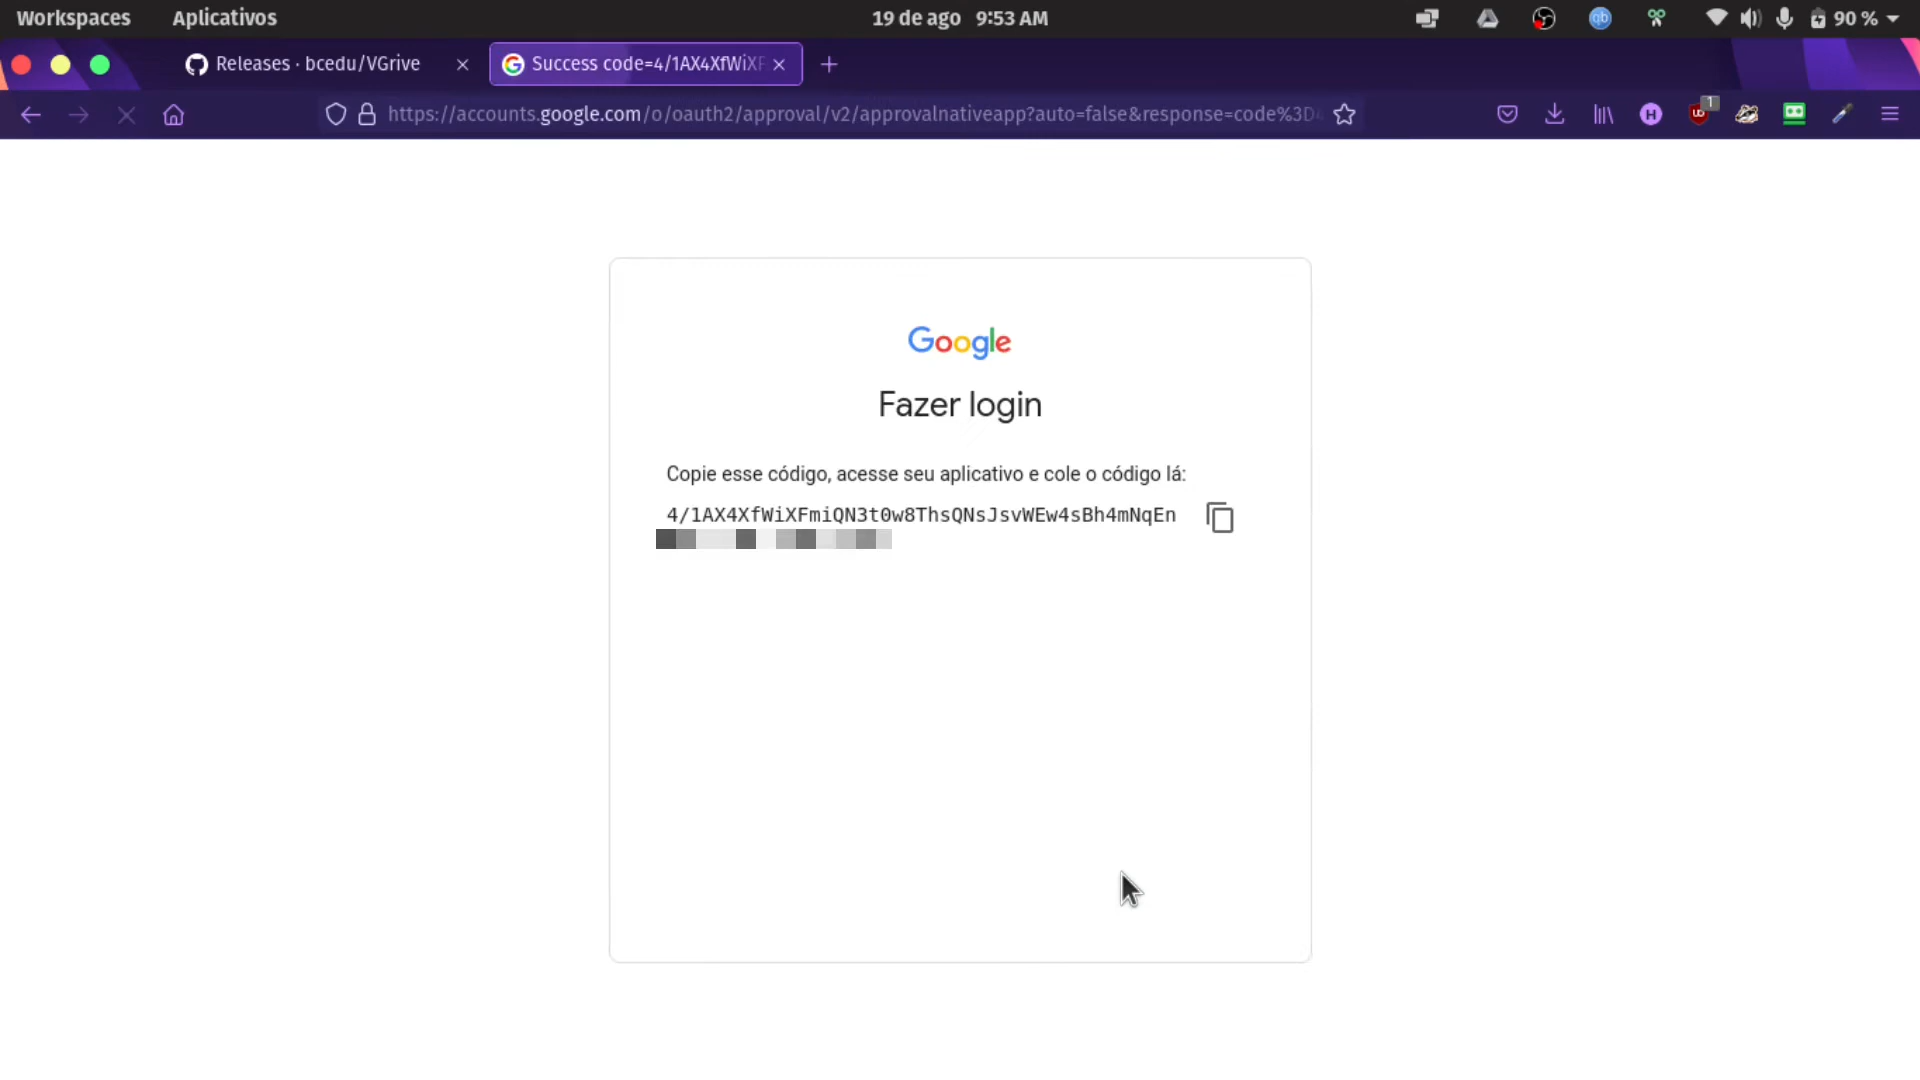 Workspaces Aplicativos 19 de ago 9:53 AM 90 %
Releases · bcedu/VGrive Success code=4/1AX4XfWiXF
https://accounts.google.com/o/oauth2/approval/v2/approvalnativeapp?auto=false&response=code%3D
H 1
Google
Fazer login
Copie esse código, acesse seu aplicativo e cole o código lá:
4/1AX4XfWiXFmiQN3t0w8ThsQNsJsvWEw4sBh4mNqEn